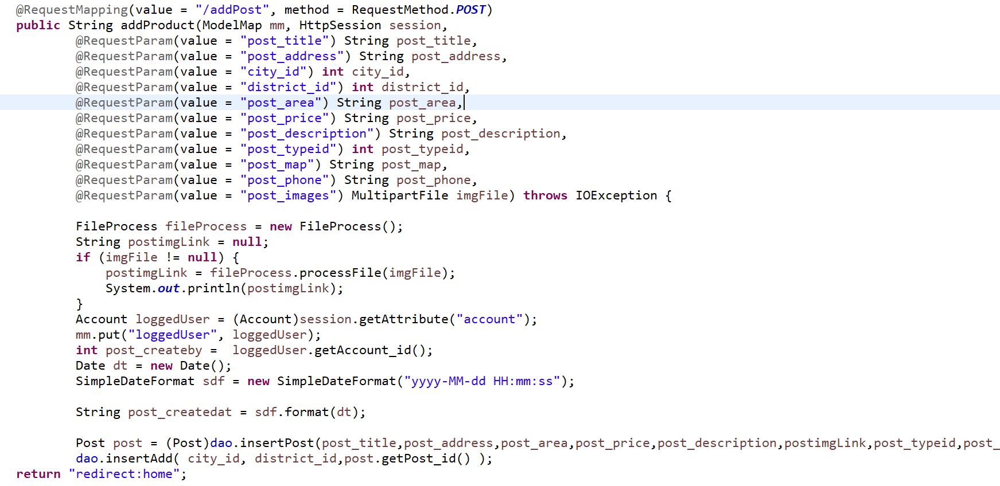 @RequestMapping(value = "/addPost", method = RequestMethod.POST)
public String addProduct(ModelMap mm, HttpSession session,
@RequestParam(value = "post_title") String post_title,
@RequestParam(value = "post_address") String post_address,
@RequestParam(value = "city_id") int city_id,
@RequestParam(value = "district_id") int district_id,
@RequestParam(value = "post_area") String post_area,
@RequestParam(value = "post_price") String post_price,
@RequestParam(value = "post_description") String post_description,
@RequestParam(value = "post_typeid") int post_typeid,
@RequestParam(value = "post_map") String post_map,
@RequestParam(value = "post_phone") String post_phone,
@RequestParam(value = "post_images") MultipartFile imgFile) throws IOException {
FileProcess fileProcess = new FileProcess();
String postimgLink = null;
if (imgFile != null) {
postimgLink = fileProcess.processFile(imgFile);
System.out.println(postimgLink);
}
Account loggedUser = (Account)session.getAttribute("account");
mm.put("loggedUser", loggedUser);
int post_createby =  loggedUser.getAccount_id();
Date dt = new Date();
SimpleDateFormat sdf = new SimpleDateFormat("yyyy-MM-dd HH:mm:ss");
String post_createdat = sdf.format(dt);
Post post = (Post)dao.insertPost(post_title,post_address,post_area,post_price,post_description,postimgLink,post_typeid,post_
dao.insertAdd( city_id, district_id,post.getPost_id() );
return "redirect:home";